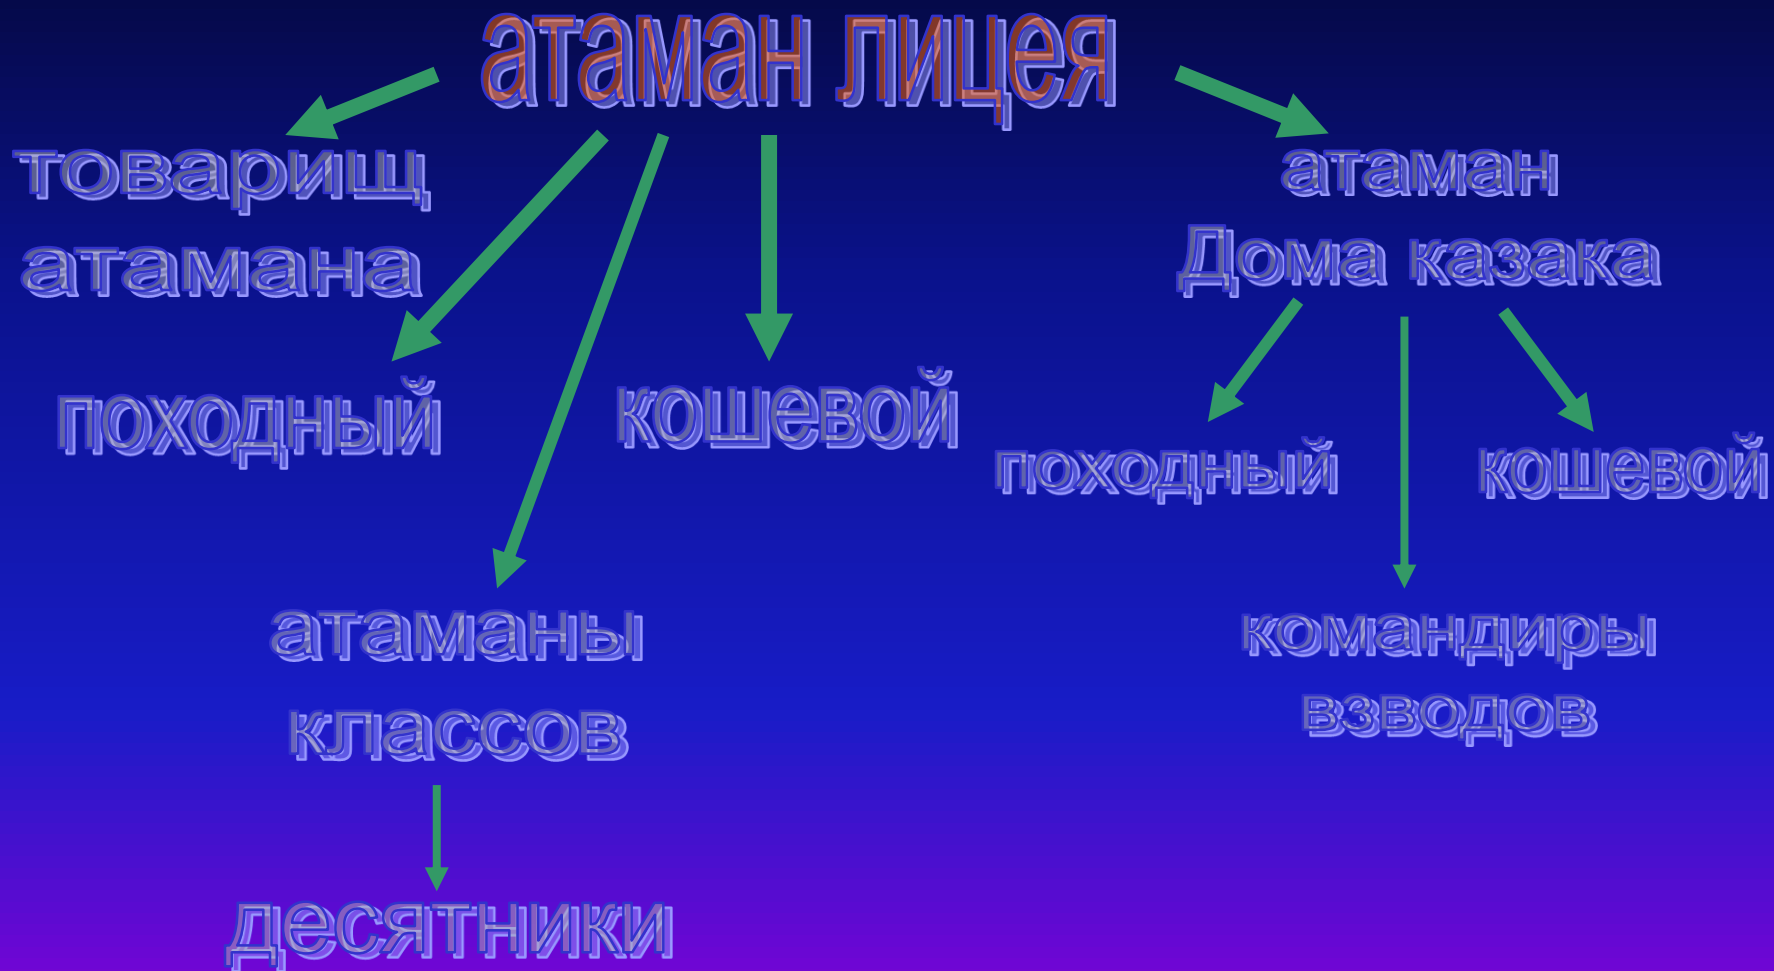 атаман лицея
товарищ
атамана
атаман
Дома казака
походный
кошевой
походный
кошевой
атаманы
классов
командиры
взводов
десятники